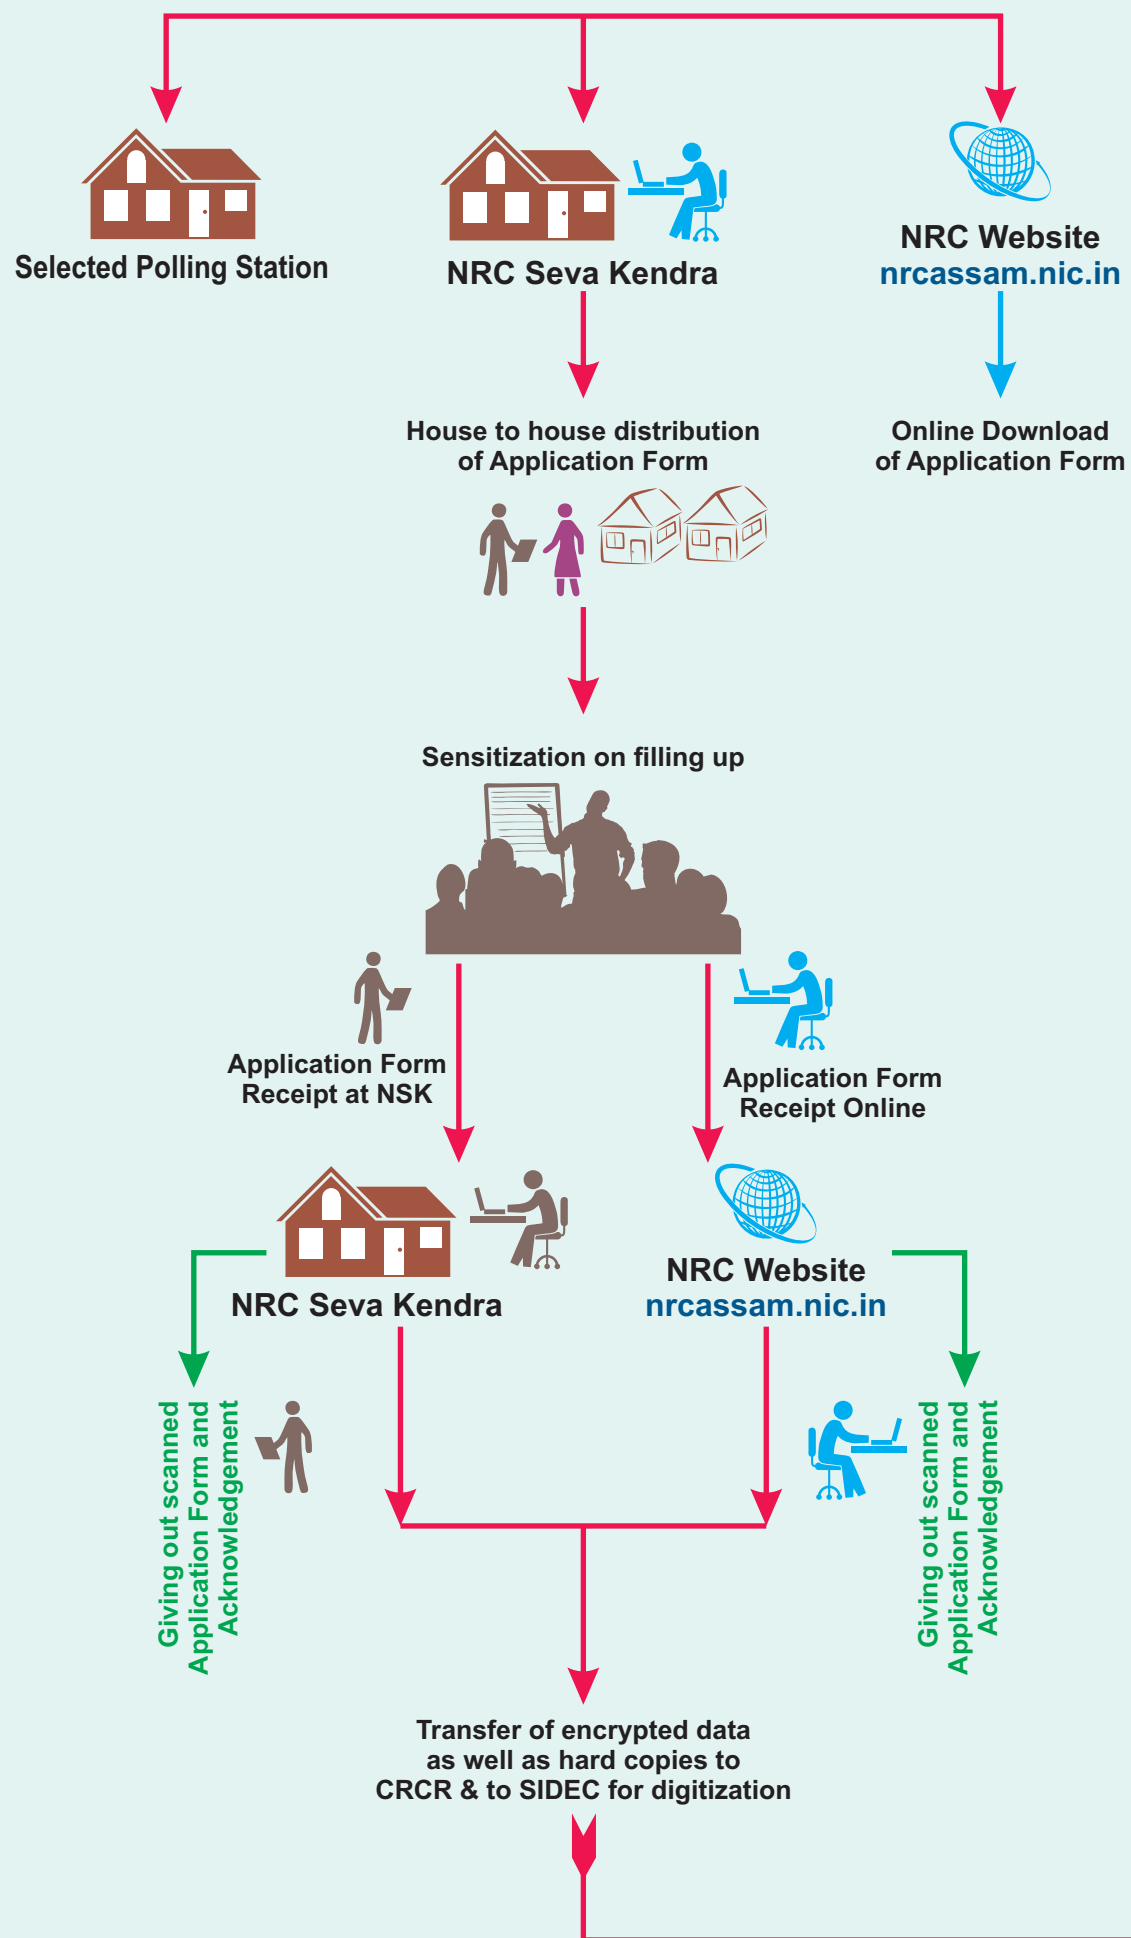 Selected Polling Station
NRC Seva Kendra
NRC Website
nrcassam.nic.in
House to house distribution
of Application Form
Online Download
of Application Form
Sensitization on filling up
Application Form
Receipt at NSK
Application Form
Receipt Online
NRC Seva Kendra
NRC Website
nrcassam.nic.in
Giving out scanned
Application Form and
Acknowledgement
Giving out scanned
Application Form and
Acknowledgement
Transfer of encrypted data
as well as hard copies to
CRCR & to SIDEC for digitization